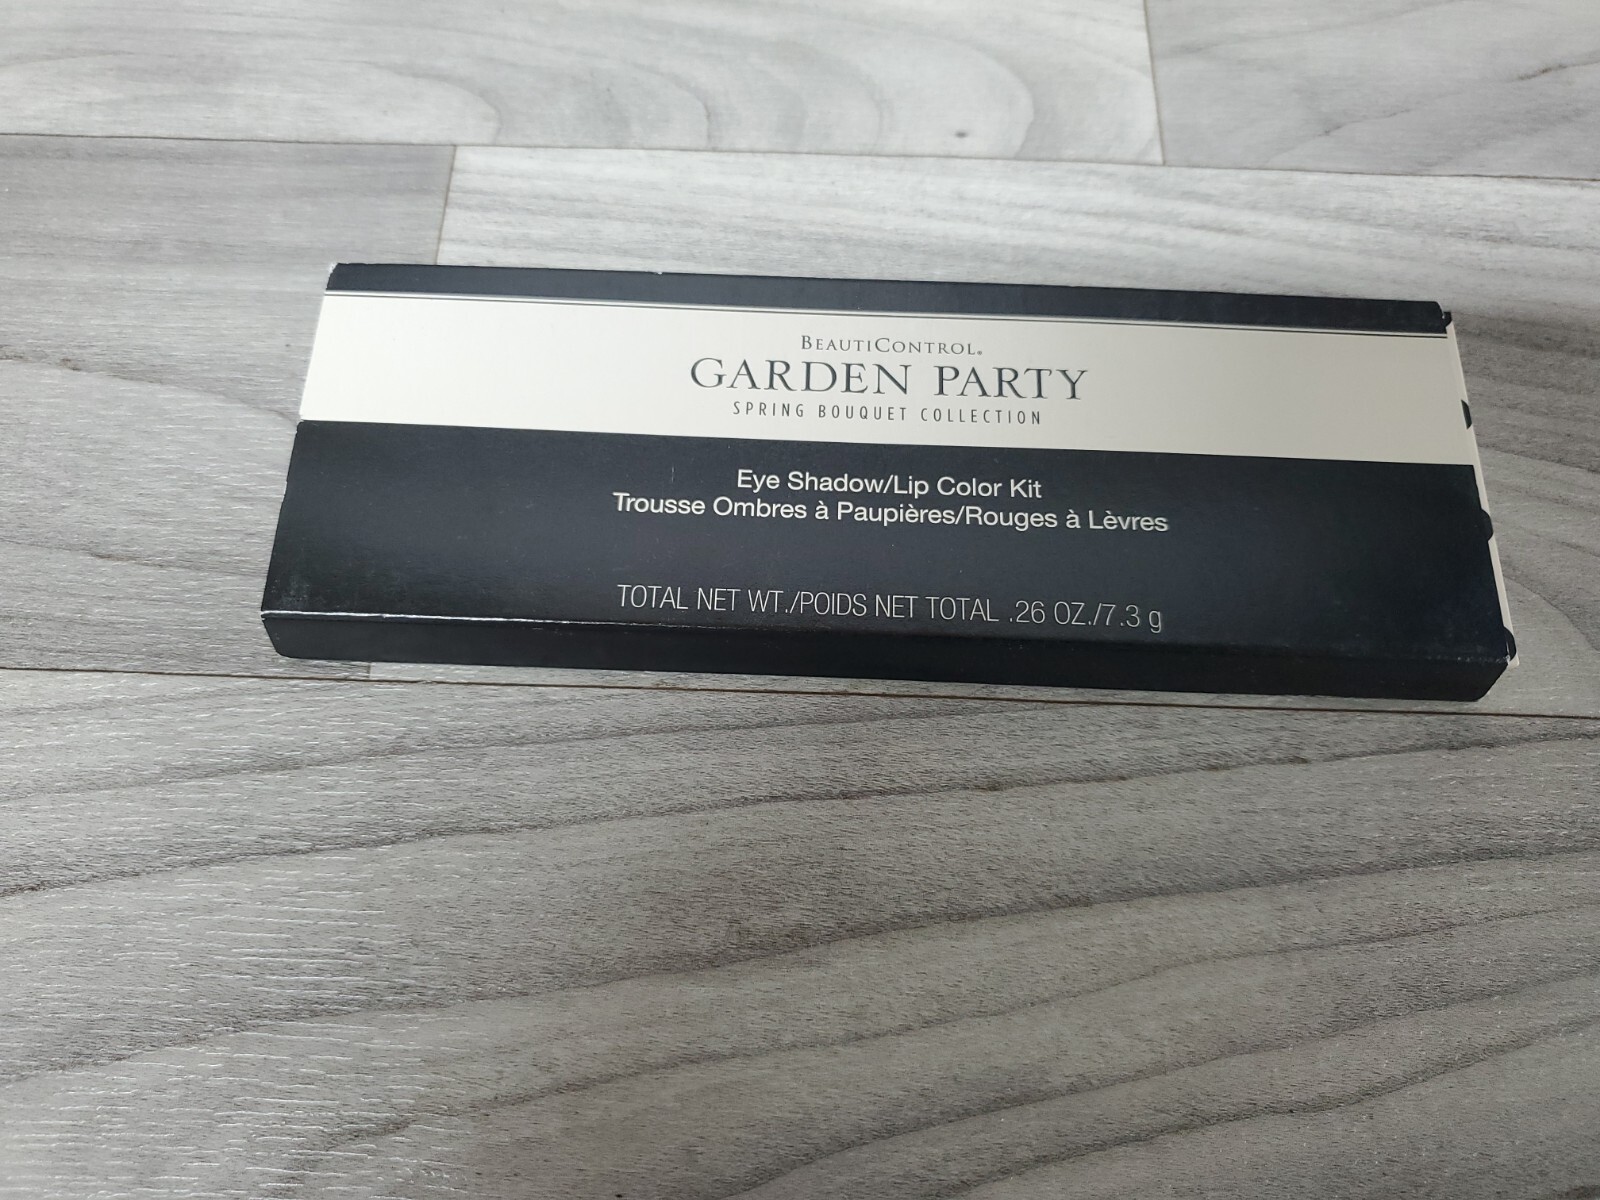 BEAUTICONTROL®
GARDEN PARTY
SPRING BOUQUET COLLECTION
Eye Shadow/Lip Color Kit
Trousse Ombres à Paupières/Rouges à Lèvres
TOTAL NET WT./POIDS NET TOTAL .26 OZ./7.3 g